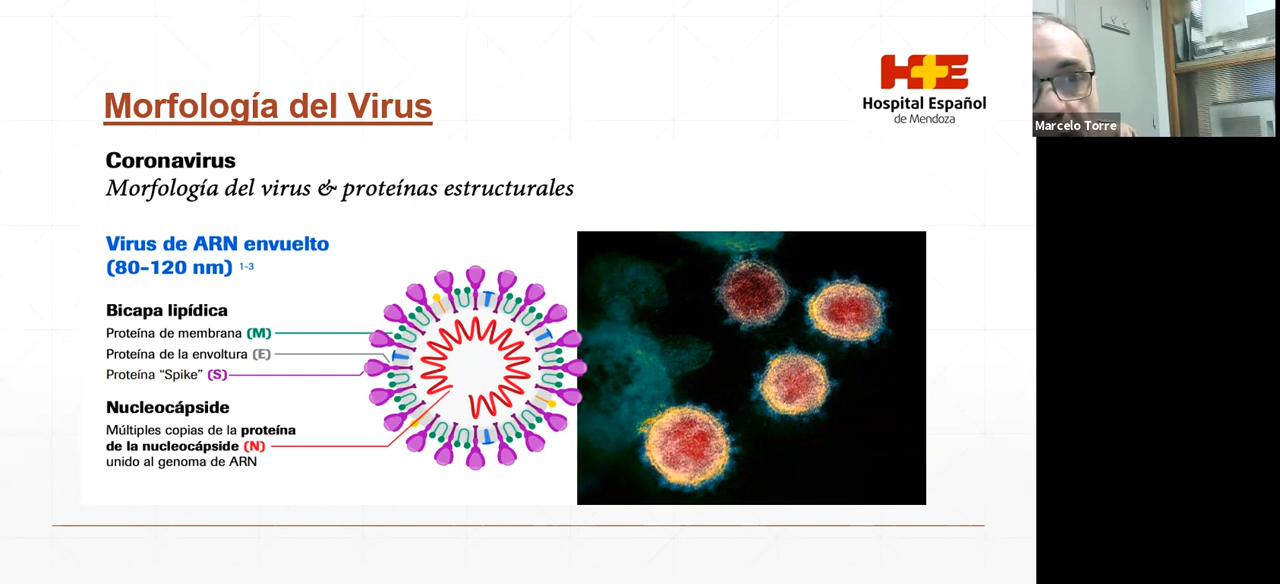 Morfología del Virus
H+E
Hospital Español
de Mendoza
Marcelo Torre
Coronavirus
Morfología del virus & proteínas estructurales
Virus de ARN envuelto
(80-120 nm) 1-3
Bicapa lipídica
Proteína de membrana (M)
Proteína de la envoltura (E)
Proteína “Spike” (S)
Nucleocápside
Múltiples copias de la proteína
de la nucleocápside (N)
unido al genoma de ARN